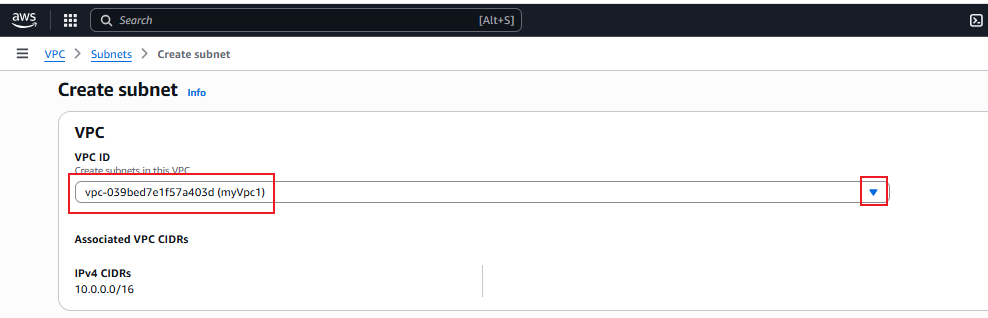 aws
Search [Alt+S]
VPC Subnets Create subnet
Create subnet Info
VPC
VPC ID
Create subnets in this VPC.
vpc-039bed7e1f57a403d (myVpc1)
Associated VPC CIDRs
IPv4 CIDRs
10.0.0.0/16